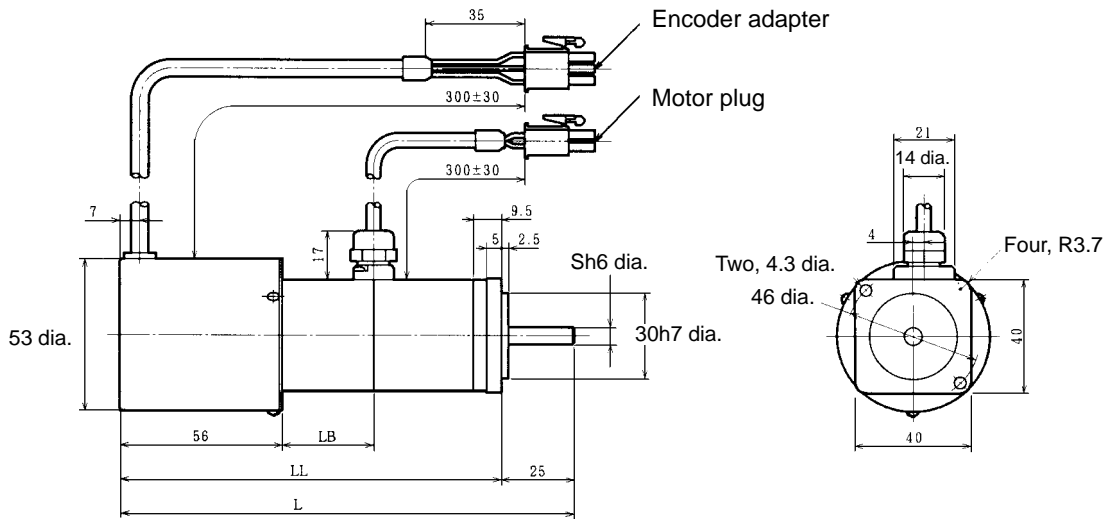 35
Encoder adapter
300±30
Motor plug
300±30
21
14 dia.
7
9.5
5
2.5
17
4
Four, R3.7
Sh6 dia.
Two, 4.3 dia.
46 dia.
53 dia.
30h7 dia.
40
56
LB
40
LL
25
L